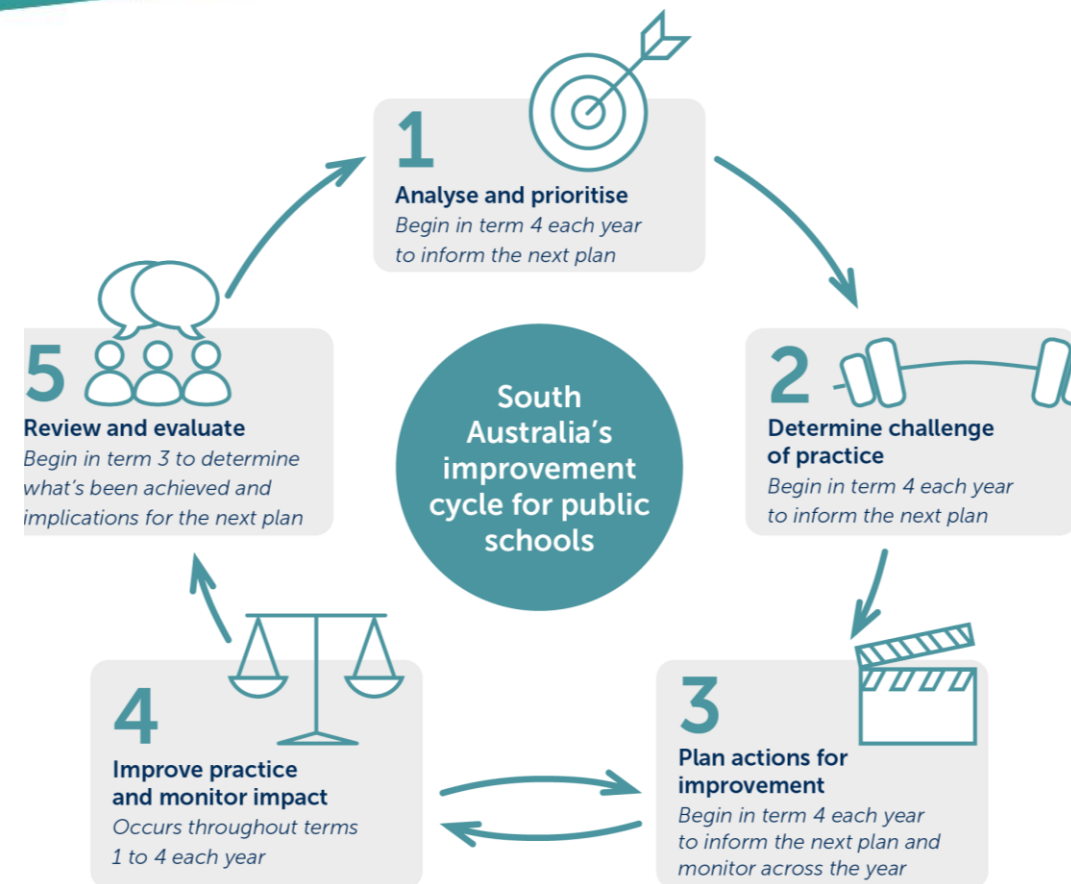 1
Analyse and prioritise
Begin in term 4 each year
to inform the next plan
2
Determine challenge
of practice
Begin in term 4 each year
to inform the next plan
3
Plan actions for
improvement
Begin in term 4 each year
to inform the next plan and
monitor across the year
4
Improve practice
and monitor impact
Occurs throughout terms
1 to 4 each year
5
Review and evaluate
Begin in term 3 to determine
what's been achieved and
implications for the next plan
South
Australia's
improvement
cycle for public
schools